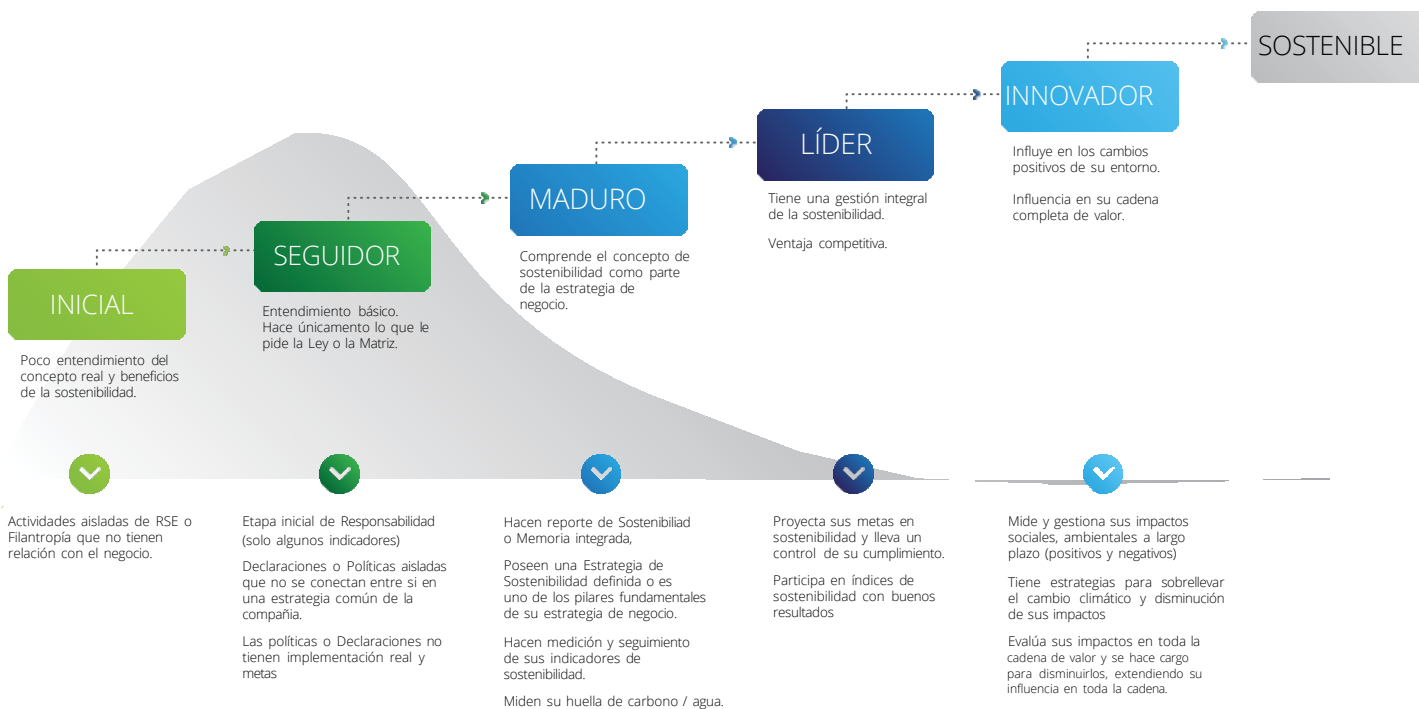 SOSTENIBLE
INNOVADOR
Influye en los cambios
positivos de su entorno.
Influencia en su cadena
completa de valor.
LÍDER
Tiene una gestión integral
de la sostenibilidad.
Ventaja competitiva.
MADURO
Comprende el concepto de
sostenibilidad como parte
de la estrategia de
negocio.
SEGUIDOR
Entendimiento básico.
Hace únicamento lo que le
pide la Ley o la Matriz.
INICIAL
Poco entendimiento del
concepto real y beneficios
de la sostenibilidad.
Actividades aisladas de RSE o
Filantropía que no tienen
relación con el negocio.
Etapa inicial de Responsabilidad
(solo algunos indicadores)
Declaraciones o Políticas aisladas
que no se conectan entre si en
una estrategia común de la
compañia.
Las políticas o Declaraciones no
tienen implementación real y
metas
Hacen reporte de Sostenibiliad
o Memoria integrada,
Poseen una Estrategia de
Sostenibilidad definida o es
uno de los pilares fundamentales
de su estrategia de negocio.
Hacen medición y seguimiento
de sus indicadores de
sostenibilidad.
Miden su huella de carbono / agua.
Proyecta sus metas en
sostenibilidad y lleva un
control de su cumplimiento.
Participa en índices de
sostenibilidad con buenos
resultados
Mide y gestiona sus impactos
sociales, ambientales a largo
plazo (positivos y negativos)
Tiene estrategias para sobrellevar
el cambio climático y disminución
de sus impactos
Evalúa sus impactos en toda la
cadena de valor y se hace cargo
para disminuirlos, extendiendo su
influencia en toda la cadena.